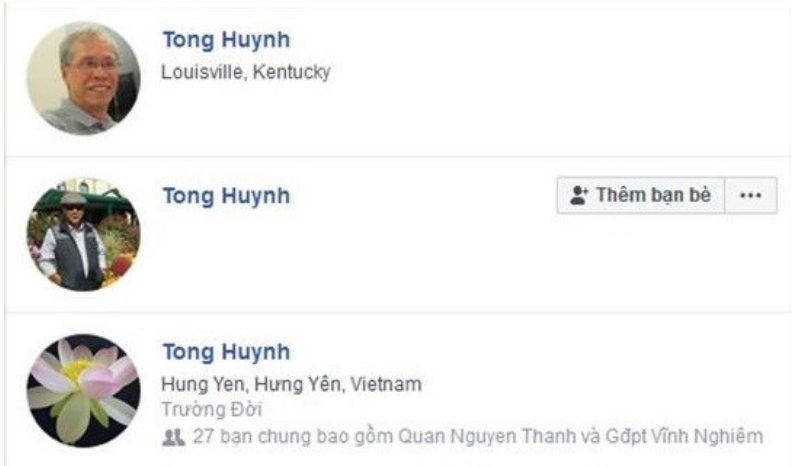 Tong Huynh
Louisville, Kentucky
Tong Huynh
Thêm bạn bè
Tong Huynh
Hung Yen, Hưng Yên, Vietnam
Trường Đời
27 bạn chung bao gồm Quan Nguyen Thanh và Gđpt Vĩnh Nghiêm